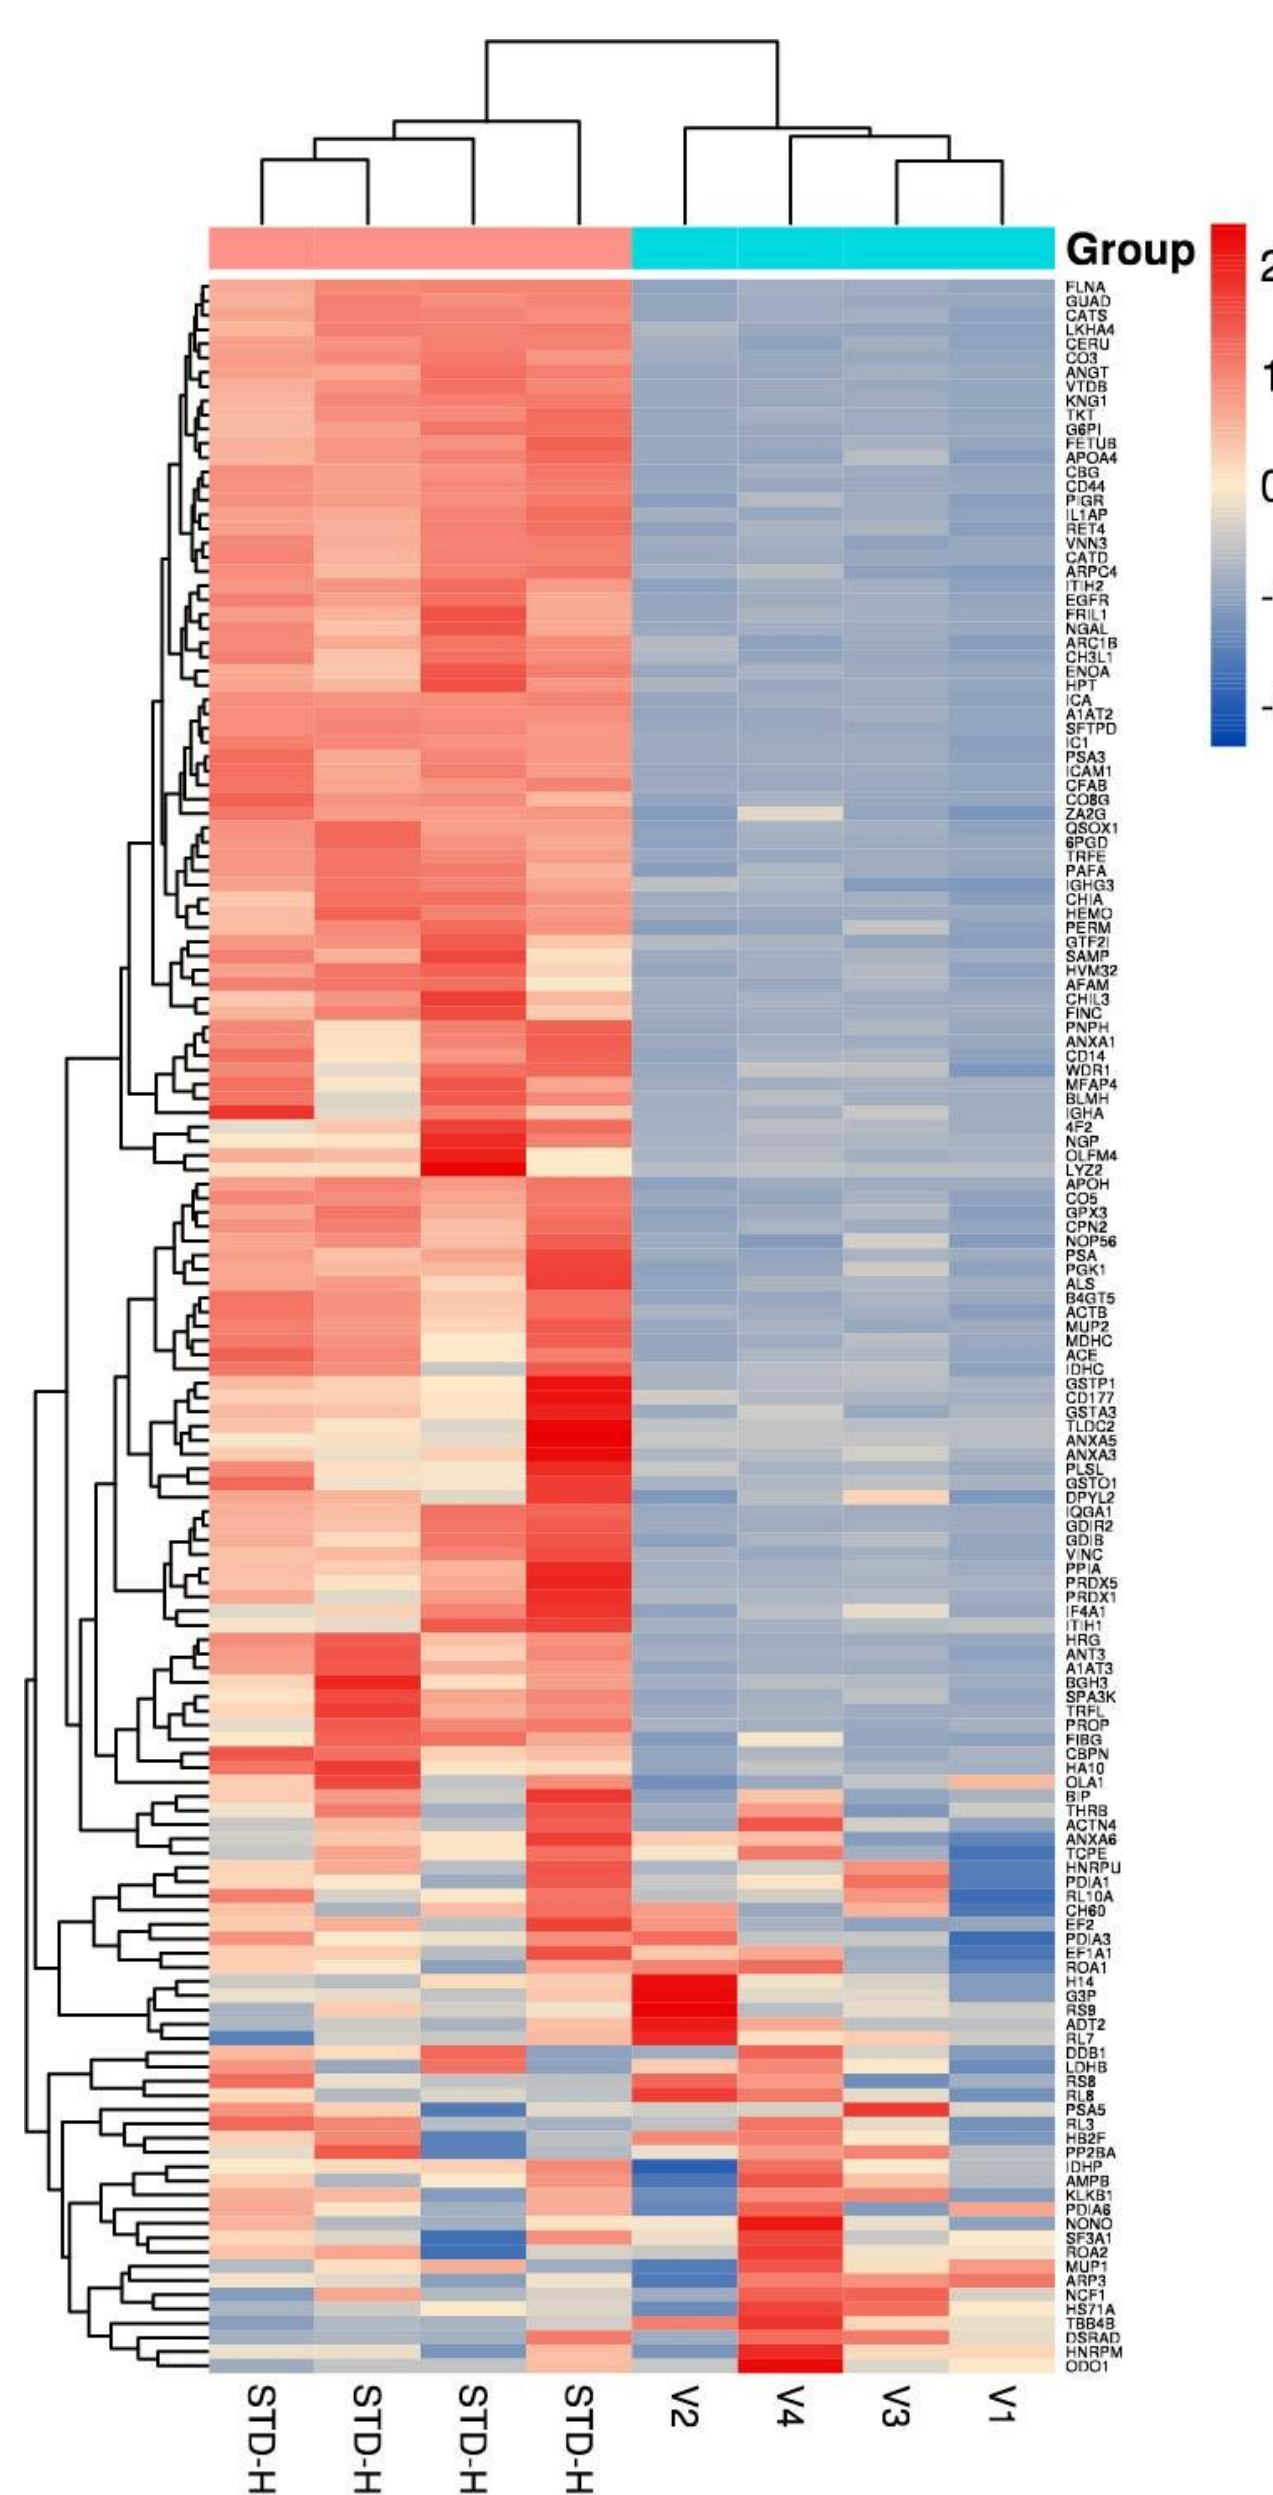 Group
2
1
0
-
-
FLNA
GUAD
CATS
LKHA4
CERU
CO3
ANGT
VTDB
KNG1
TKT
G6PI
FETUB
APOA4
CBG
CD44
PIGR
IL1AP
RET4
VNN3
CATD
ARPC4
ITIH2
EGFR
FRIL1
NGAL
ARC1B
CH3L1
ENOA
HPT
ICA
A1AT2
SFTPD
IC1
PSA3
ICAM1
CFAB
CO8G
ZA2G
QSOX1
6PGD
TRFE
PAFA
IGHG3
CHIA
HEMO
PERM
GTF2I
SAMP
HVM32
AFAM
CHIL3
FINC
PNPH
ANXA1
CD14
WDR1
MFAP4
BLMH
IGHA
4F2
NGP
OLFM4
LYZ2
APOH
CO5
GPX3
CPN2
NOP56
PSA
PGK1
ALS
B4GT5
ACTB
MUP2
MDHC
ACE
IDHC
GSTP1
CD177
GSTA3
TLDC2
ANXA5
ANXA3
PLSL
GSTO1
DPYL2
IQGA1
GDIR2
GDIB
VINC
PPIA
PRDX5
PRDX1
IF4A1
ITIH1
HRG
ANT3
A1AT3
BGH3
SPA3K
TRFL
PROP
FIBG
CBPN
HA10
OLA1
BIP
THRB
ACTN4
ANXA6
TCPE
HNRPU
PDIA1
RL10A
CH60
EF2
PDIA3
EF1A1
ROA1
H14
G3P
RS9
ADT2
RL7
DDB1
LDHB
RS8
RL8
PSA5
RL3
HB2F
PP2BA
IDHP
AMPB
KLKB1
PDIA6
NONO
SF3A1
ROA2
MUP1
ARP3
NCF1
HS71A
TBB4B
DSRAD
HNRPM
ODO1
STD-H
STD-H
STD-H
STD-H
V2
V4
V3
V1